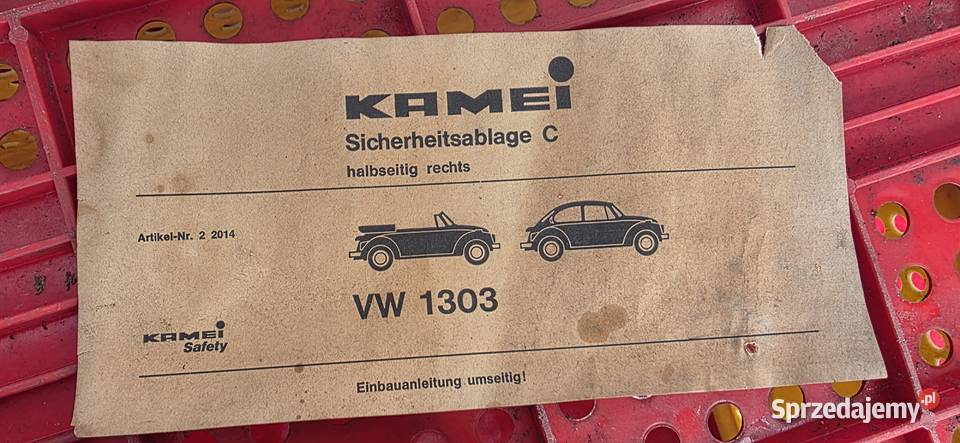 KAMEI
Sicherheitsablage C
halbseitig rechts
Artikel-Nr. 2 2014
VW 1303
KAMEI
Safety
Einbauanleitung umseitig!
Sprzedajemy.pl